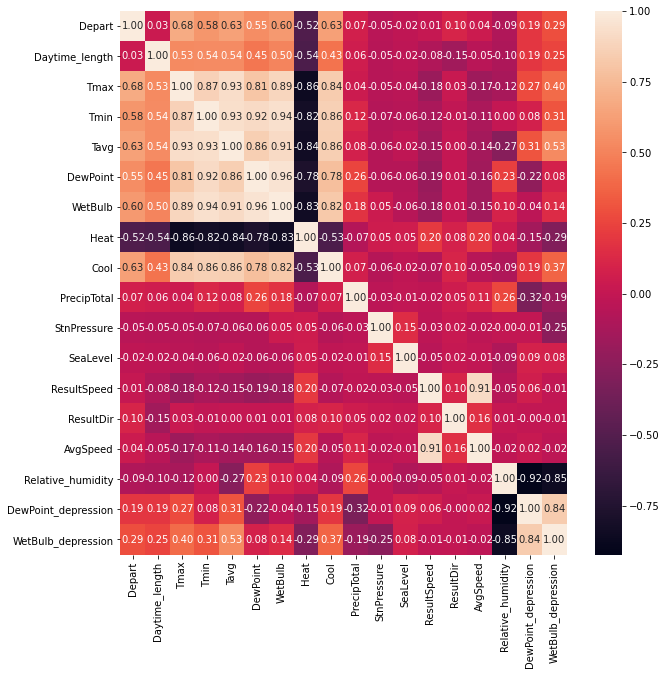 Depart 1.00 0.03 0.68 0.58 0.63 0.55 0.60 -0.52 0.63 0.07 -0.05 -0.02 0.01 0.10 0.04 -0.09 0.19 0.29
Daytime_length 0.03 1.00 0.53 0.54 0.54 0.45 0.50 -0.54 0.43 0.06 -0.05 -0.02 -0.08 -0.15 -0.05 -0.10 0.19 0.25
Tmax 0.68 0.53 1.00 0.87 0.93 0.81 0.89 -0.86 0.84 0.04 -0.05 -0.04 -0.18 0.03 -0.17 -0.12 0.27 0.40
Tmin 0.58 0.54 0.87 1.00 0.93 0.92 0.94 -0.82 0.86 0.12 -0.07 -0.06 -0.12 -0.01 -0.11 0.00 0.08 0.31
Tavg 0.63 0.54 0.93 0.93 1.00 0.86 0.91 -0.84 0.86 0.08 -0.06 -0.02 -0.15 0.00 -0.14 -0.27 0.31 0.53
DewPoint 0.55 0.45 0.81 0.92 0.86 1.00 0.96 -0.78 0.78 0.26 -0.06 -0.06 -0.19 0.01 -0.16 0.23 -0.22 0.08
WetBulb 0.60 0.50 0.89 0.94 0.91 0.96 1.00 -0.83 0.82 0.18 0.05 -0.06 -0.18 0.01 -0.15 0.10 -0.04 0.14
Heat -0.52 -0.54 -0.86 -0.82 -0.84 -0.78 -0.83 1.00 -0.53 -0.07 0.05 0.05 0.20 0.08 0.20 0.04 -0.15 -0.29
Cool 0.63 0.43 0.84 0.86 0.86 0.78 0.82 -0.53 1.00 0.07 -0.06 -0.02 -0.07 0.10 -0.05 -0.09 0.19 0.37
PrecipTotal 0.07 0.06 0.04 0.12 0.08 0.26 0.18 -0.07 0.07 1.00 -0.03 -0.01 -0.02 0.05 0.11 0.26 -0.32 -0.19
StnPressure -0.05 -0.05 -0.05 -0.07 -0.06 -0.06 0.05 0.05 -0.06 -0.03 1.00 0.15 -0.03 0.02 -0.02 -0.00 -0.01 -0.25
SeaLevel -0.02 -0.02 -0.04 -0.06 -0.02 -0.06 -0.06 0.05 -0.02 -0.01 0.15 1.00 -0.05 0.02 -0.01 -0.09 0.09 0.08
ResultSpeed 0.01 -0.08 -0.18 -0.12 -0.15 -0.19 -0.18 0.20 -0.07 -0.02 -0.03 -0.05 1.00 0.10 0.91 -0.05 0.06 -0.01
ResultDir 0.10 -0.15 0.03 -0.01 0.00 0.01 0.01 0.08 0.10 0.05 0.02 0.02 0.10 1.00 0.16 0.01 -0.00 -0.01
AvgSpeed 0.04 -0.05 -0.17 -0.11 -0.14 -0.16 -0.15 0.20 -0.05 0.11 -0.02 -0.01 0.91 0.16 1.00 -0.02 0.02 -0.02
Relative_humidity -0.09 -0.10 -0.12 0.00 -0.27 0.23 0.10 0.04 -0.09 0.26 -0.00 -0.09 -0.05 0.01 -0.02 1.00 -0.92 -0.85
DewPoint_depression 0.19 0.19 0.27 0.08 0.31 -0.22 -0.04 -0.15 0.19 -0.32 -0.01 0.09 0.06 -0.00 0.02 -0.92 1.00 0.84
WetBulb_depression 0.29 0.25 0.40 0.31 0.53 0.08 0.14 -0.29 0.37 -0.19 -0.25 0.08 -0.01 -0.01 -0.02 -0.85 0.84 1.00
Depart
Daytime_length
Tmax
Tmin
Tavg
DewPoint
WetBulb
Heat
Cool
PrecipTotal
StnPressure
SeaLevel
ResultSpeed
ResultDir
AvgSpeed
Relative_humidity
DewPoint_depression
WetBulb_depression
1.00
0.75
0.50
0.25
0.00
−0.25
−0.50
−0.75